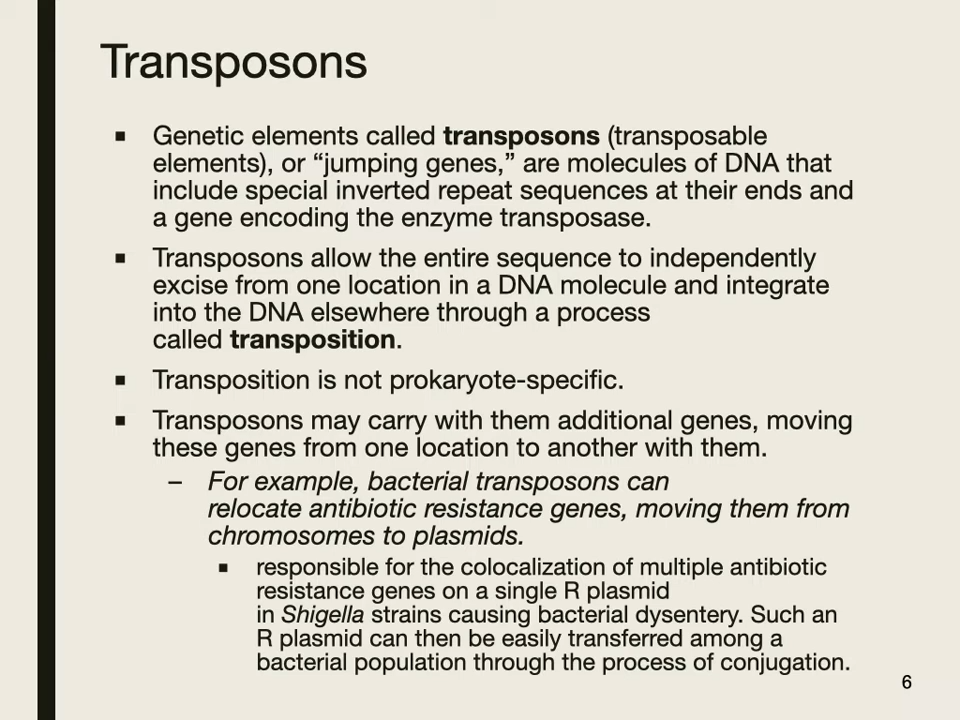 Transposons
▪ Genetic elements called transposons (transposable
elements), or “jumping genes,” are molecules of DNA that
include special inverted repeat sequences at their ends and
a gene encoding the enzyme transposase.
▪ Transposons allow the entire sequence to independently
excise from one location in a DNA molecule and integrate
into the DNA elsewhere through a process
called transposition.
▪ Transposition is not prokaryote-specific.
▪ Transposons may carry with them additional genes, moving
these genes from one location to another with them.
– For example, bacterial transposons can
relocate antibiotic resistance genes, moving them from
chromosomes to plasmids.
▪ responsible for the colocalization of multiple antibiotic
resistance genes on a single R plasmid
in Shigella strains causing bacterial dysentery. Such an
R plasmid can then be easily transferred among a
bacterial population through the process of conjugation.
6